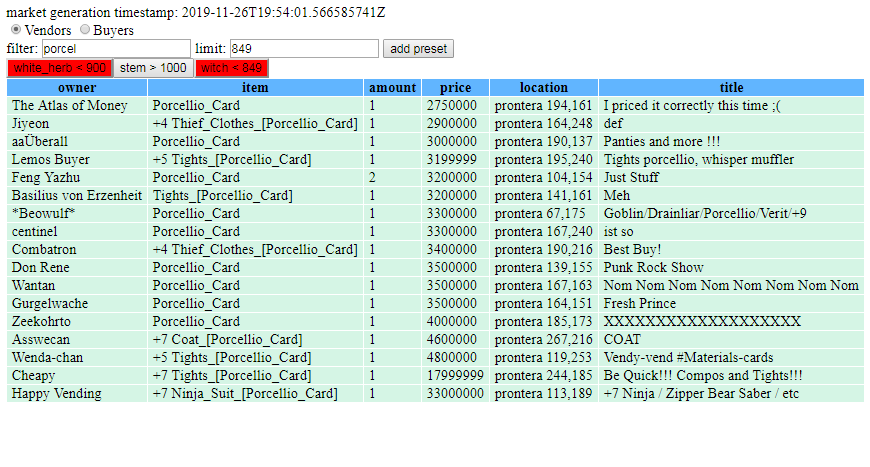 market generation timestamp: 2019-11-26T19:54:01.566585741Z
Vendors Buyers
filter: porcel limit: 849 add preset
white_herb < 900 stem > 1000 witch < 849
owner item amount price location title
The Atlas of Money Porcellio_Card 1 2750000 prontera 194,161 I priced it correctly this time ;(
Jiyeon +4 Thief_Clothes_[Porcellio_Card] 1 2900000 prontera 164,248 def
aaÜberall Porcellio_Card 1 3000000 prontera 190,137 Panties and more !!!
Lemos Buyer +5 Tights_[Porcellio_Card] 1 3199999 prontera 195,240 Tights porcellio, whisper muffler
Feng Yazhu Porcellio_Card 2 3200000 prontera 104,154 Just Stuff
Basilius von Erzenheit Tights_[Porcellio_Card] 1 3200000 prontera 141,161 Meh
*Beowulf* Porcellio_Card 1 3300000 prontera 67,175 Goblin/Drainliar/Porcellio/Verit/+9
centinel Porcellio_Card 1 3300000 prontera 167,240 ist so
Combatron +4 Thief_Clothes_[Porcellio_Card] 1 3400000 prontera 190,216 Best Buy!
Don Rene Porcellio_Card 1 3500000 prontera 139,155 Punk Rock Show
Wantan Porcellio_Card 1 3500000 prontera 167,163 Nom Nom Nom Nom Nom Nom Nom Nom
Gurgelwache Porcellio_Card 1 3500000 prontera 164,151 Fresh Prince
Zeekohrto Porcellio_Card 1 4000000 prontera 185,173 XXXXXXXXXXXXXXXXXXX
Asswecan +7 Coat_[Porcellio_Card] 1 4600000 prontera 267,216 COAT
Wenda-chan +5 Tights_[Porcellio_Card] 1 4800000 prontera 119,253 Vendy-vend #Materials-cards
Cheapy +7 Tights_[Porcellio_Card] 1 17999999 prontera 244,185 Be Quick!!! Compos and Tights!!!
Happy Vending +7 Ninja_Suit_[Porcellio_Card] 1 33000000 prontera 113,189 +7 Ninja / Zipper Bear Saber / etc